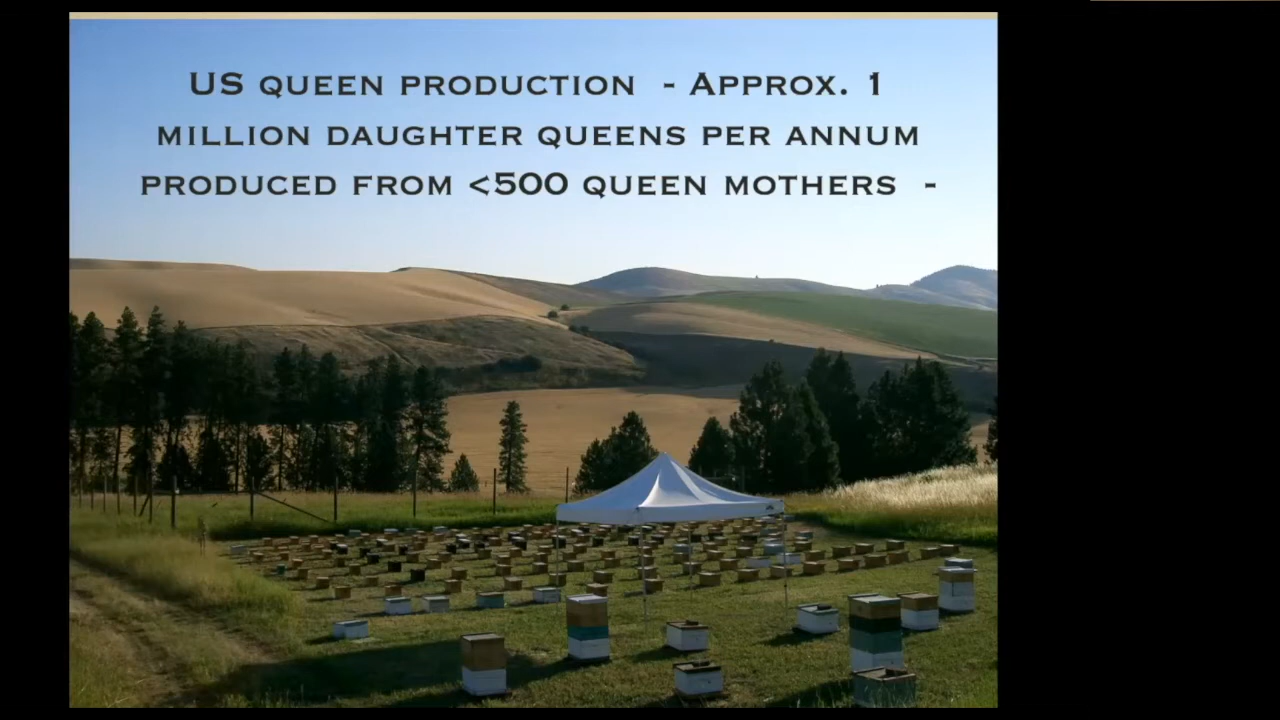 US QUEEN PRODUCTION - APPROX. 1
MILLION DAUGHTER QUEENS PER ANNUM
PRODUCED FROM <500 QUEEN MOTHERS -